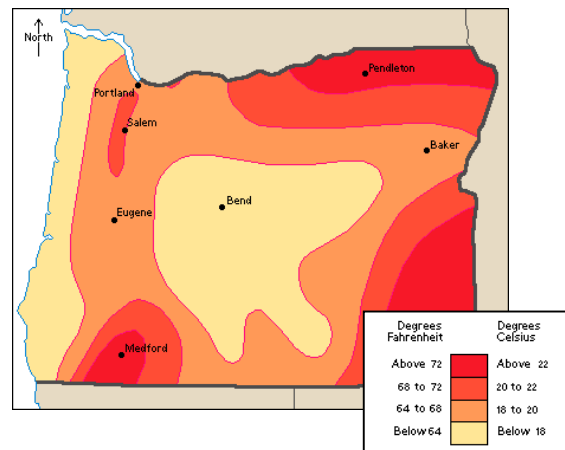 North
Pendleton
Portland
Salem
Baker
Bend
Eugene
Medford
Degrees Fahrenheit Degrees Celsius
Above 72 Above 22
68 to 72 20 to 22
64 to 68 18 to 20
Below 64 Below 18